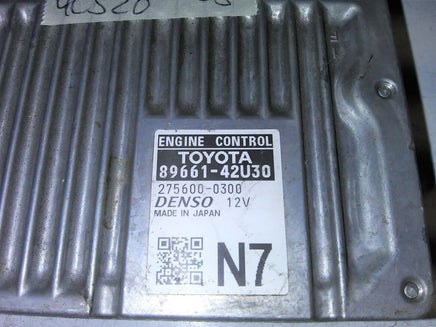 ENGINE CONTROL
TOYOTA
89661-42U30
275600-0300
DENSO 12V
MADE IN JAPAN
N7